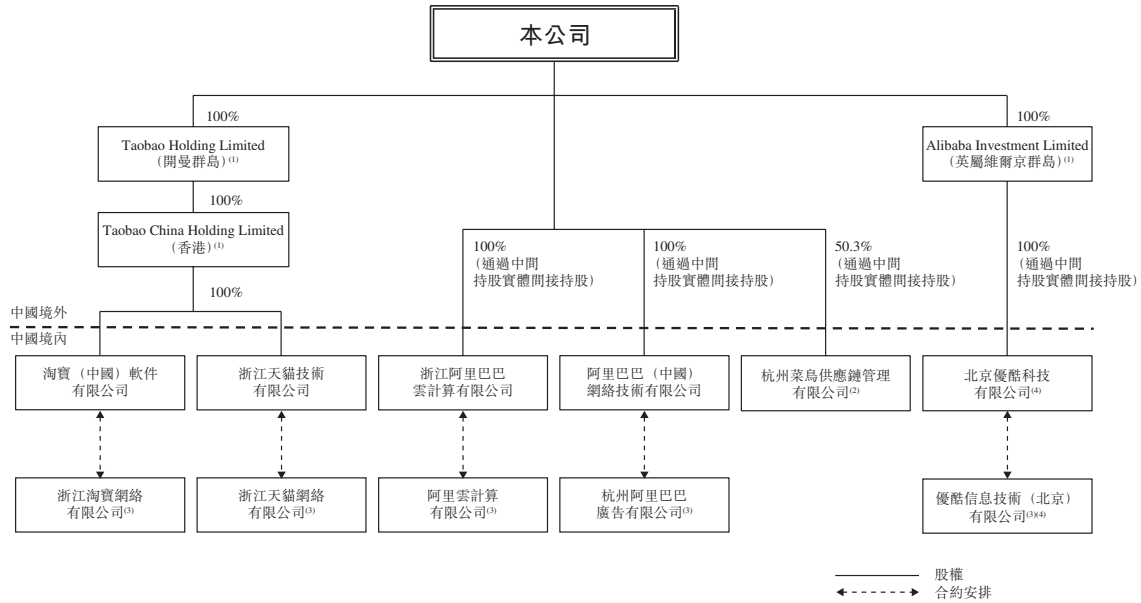 本公司
100%
Taobao Holding Limited
（開曼群島）(1)
100%
Alibaba Investment Limited
（英屬維爾京群島）(1)
100%
Taobao China Holding Limited
（香港）(1)
100%
100%
（通過中間
持股實體間接持股）
100%
（通過中間
持股實體間接持股）
50.3%
（通過中間
持股實體間接持股）
100%
（通過中間
持股實體間接持股）
中國境外
中國境內
淘寶（中國）軟件
有限公司
浙江天貓技術
有限公司
浙江阿里巴巴
雲計算有限公司
阿里巴巴（中國）
網絡技術有限公司
杭州菜鳥供應鏈管理
有限公司(2)
北京優酷科技
有限公司(4)
浙江淘寶網絡
有限公司(3)
浙江天貓網絡
有限公司(3)
阿里雲計算
有限公司(3)
杭州阿里巴巴
廣告有限公司(3)
優酷信息技術（北京）
有限公司(3)(4)
股權
合約安排